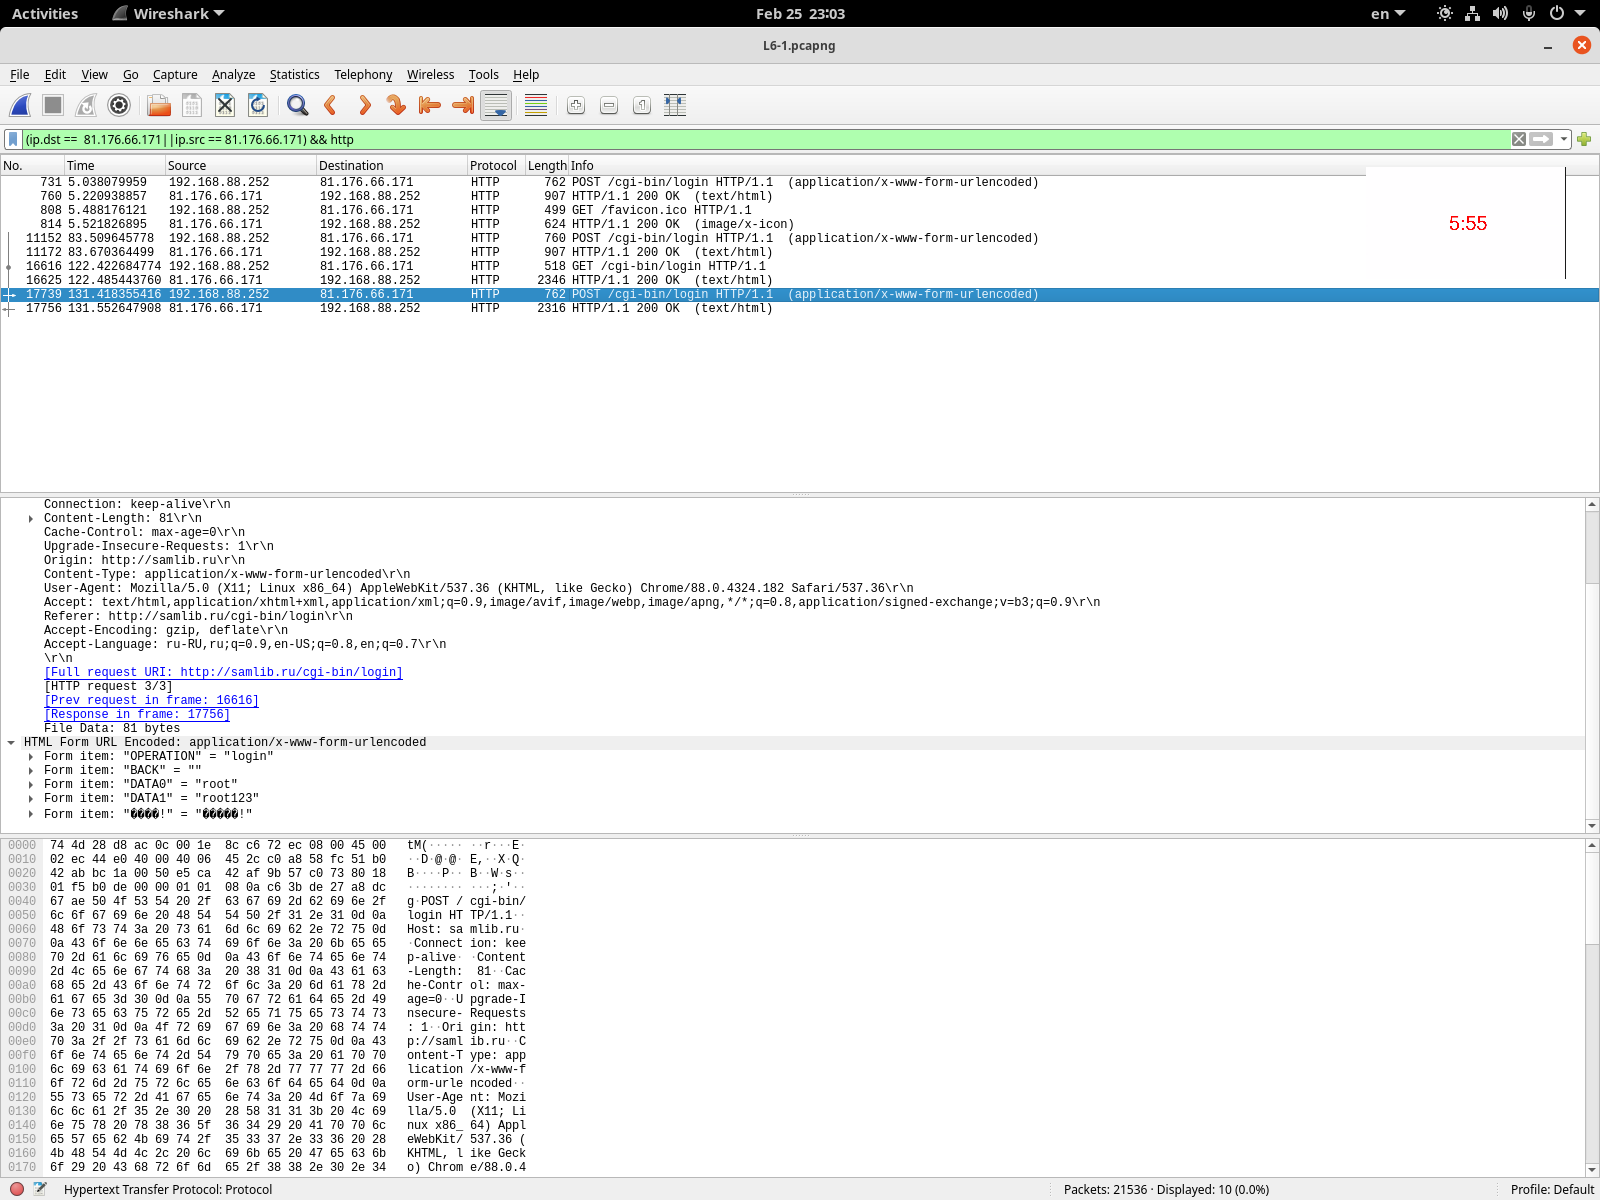 Activities Wireshark Feb 25 23:03 en
L6-1.pcapng
File Edit View Go Capture Analyze Statistics Telephony Wireless Tools Help
(ip.dst == 81.176.66.171||ip.src == 81.176.66.171) && http
No. Time Source Destination Protocol Length Info
731 5.038079959 192.168.88.252 81.176.66.171 HTTP 762 POST /cgi-bin/login HTTP/1.1 (application/x-www-form-urlencoded)
760 5.220938857 81.176.66.171 192.168.88.252 HTTP 907 HTTP/1.1 200 OK (text/html)
808 5.488176121 192.168.88.252 81.176.66.171 HTTP 499 GET /favicon.ico HTTP/1.1
814 5.521826895 81.176.66.171 192.168.88.252 HTTP 624 HTTP/1.1 200 OK (image/x-icon)
5:55
11152 83.509645778 192.168.88.252 81.176.66.171 HTTP 760 POST /cgi-bin/login HTTP/1.1 (application/x-www-form-urlencoded)
11172 83.670364499 81.176.66.171 192.168.88.252 HTTP 907 HTTP/1.1 200 OK (text/html)
16616 122.422684774 192.168.88.252 81.176.66.171 HTTP 518 GET /cgi-bin/login HTTP/1.1
16625 122.485443760 81.176.66.171 192.168.88.252 HTTP 2346 HTTP/1.1 200 OK (text/html)
17739 131.418355416 192.168.88.252 81.176.66.171 HTTP 762 POST /cgi-bin/login HTTP/1.1 (application/x-www-form-urlencoded)
17756 131.552647908 81.176.66.171 192.168.88.252 HTTP 2316 HTTP/1.1 200 OK (text/html)
Connection: keep-alive\r\n
Content-Length: 81\r\n
Cache-Control: max-age=0\r\n
Upgrade-Insecure-Requests: 1\r\n
Origin: http://samlib.ru\r\n
Content-Type: application/x-www-form-urlencoded\r\n
User-Agent: Mozilla/5.0 (X11; Linux x86_64) AppleWebKit/537.36 (KHTML, like Gecko) Chrome/88.0.4324.182 Safari/537.36\r\n
Accept: text/html,application/xhtml+xml,application/xml;q=0.9,image/avif,image/webp,image/apng,*/*;q=0.8,application/signed-exchange;v=b3;q=0.9\r\n
Referer: http://samlib.ru/cgi-bin/login\r\n
Accept-Encoding: gzip, deflate\r\n
Accept-Language: ru-RU,ru;q=0.9,en-US;q=0.8,en;q=0.7\r\n
\r\n
[Full request URI: http://samlib.ru/cgi-bin/login]
[HTTP request 3/3]
[Prev request in frame: 16616]
[Response in frame: 17756]
File Data: 81 bytes
HTML Form URL Encoded: application/x-www-form-urlencoded
Form item: "OPERATION" = "login"
Form item: "BACK" = ""
Form item: "DATA0" = "root"
Form item: "DATA1" = "root123"
Form item: "����!" = "�����!"
0000 74 4d 28 d8 ac 0c 00 1e 8c c6 72 ec 08 00 45 00 tM(····· ··r···E·
0010 02 ec 44 e0 40 00 40 06 45 2c c0 a8 58 fc 51 b0 ··D·@·@· E,··X·Q·
0020 42 ab bc 1a 00 50 e5 ca 42 af 9b 57 c0 73 80 18 B····P·· B··W·s··
0030 01 f5 b0 de 00 00 01 01 08 0a c6 3b de 27 a8 dc ········ ···;·'··
0040 67 ae 50 4f 53 54 20 2f 63 67 69 2d 62 69 6e 2f g·POST / cgi-bin/
0050 6c 6f 67 69 6e 20 48 54 54 50 2f 31 2e 31 0d 0a login HT TP/1.1··
0060 48 6f 73 74 3a 20 73 61 6d 6c 69 62 2e 72 75 0d Host: sa mlib.ru·
0070 0a 43 6f 6e 6e 65 63 74 69 6f 6e 3a 20 6b 65 65 ·Connect ion: kee
0080 70 2d 61 6c 69 76 65 0d 0a 43 6f 6e 74 65 6e 74 p-alive· ·Content
0090 2d 4c 65 6e 67 74 68 3a 20 38 31 0d 0a 43 61 63 -Length: 81··Cac
00a0 68 65 2d 43 6f 6e 74 72 6f 6c 3a 20 6d 61 78 2d he-Contr ol: max-
00b0 61 67 65 3d 30 0d 0a 55 70 67 72 61 64 65 2d 49 age=0··U pgrade-I
00c0 6e 73 65 63 75 72 65 2d 52 65 71 75 65 73 74 73 nsecure- Requests
00d0 3a 20 31 0d 0a 4f 72 69 67 69 6e 3a 20 68 74 74 : 1··Ori gin: htt
00e0 70 3a 2f 2f 73 61 6d 6c 69 62 2e 72 75 0d 0a 43 p://saml ib.ru··C
00f0 6f 6e 74 65 6e 74 2d 54 79 70 65 3a 20 61 70 70 ontent-T ype: app
0100 6c 69 63 61 74 69 6f 6e 2f 78 2d 77 77 77 2d 66 lication /x-www-f
0110 6f 72 6d 2d 75 72 6c 65 6e 63 6f 64 65 64 0d 0a orm-urle ncoded··
0120 55 73 65 72 2d 41 67 65 6e 74 3a 20 4d 6f 7a 69 User-Age nt: Mozi
0130 6c 6c 61 2f 35 2e 30 20 28 58 31 31 3b 20 4c 69 lla/5.0 (X11; Li
0140 6e 75 78 20 78 38 36 5f 36 34 29 20 41 70 70 6c nux x86_ 64) Appl
0150 65 57 65 62 4b 69 74 2f 35 33 37 2e 33 36 20 28 eWebKit/ 537.36 (
0160 4b 48 54 4d 4c 2c 20 6c 69 6b 65 20 47 65 63 6b KHTML, l ike Geck
0170 6f 29 20 43 68 72 6f 6d 65 2f 38 38 2e 30 2e 34 o) Chrom e/88.0.4
Hypertext Transfer Protocol: Protocol Packets: 21536 · Displayed: 10 (0.0%) Profile: Default